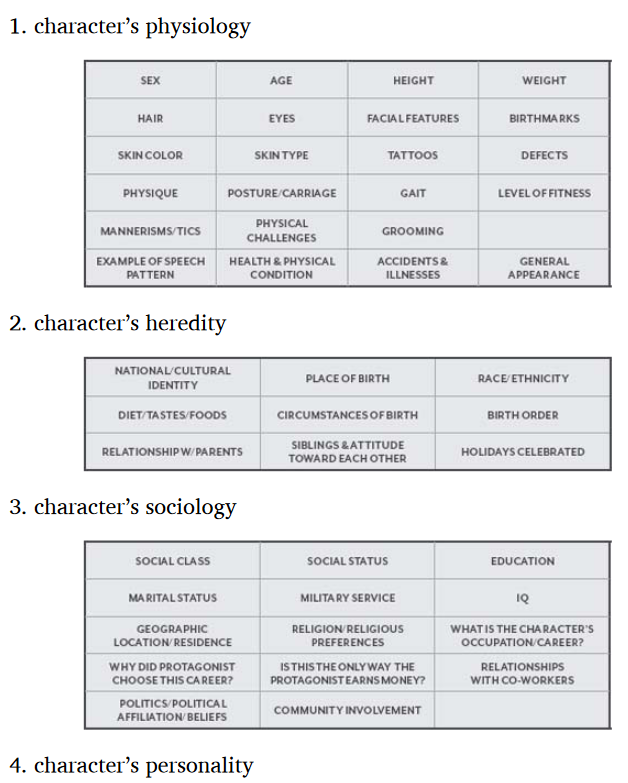 1. character’s physiology
SEX AGE HEIGHT WEIGHT
HAIR EYES FACIAL FEATURES BIRTHMARKS
SKIN COLOR SKIN TYPE TATTOOS DEFECTS
PHYSIQUE POSTURE/CARRIAGE GAIT LEVEL OF FITNESS
MANNERISMS/TICS
PHYSICAL
CHALLENGES
GROOMING
EXAMPLE OF SPEECH
PATTERN
HEALTH & PHYSICAL
CONDITION
ACCIDENTS &
ILLNESSES
GENERAL
APPEARANCE
2. character’s heredity
NATIONAL/CULTURAL
IDENTITY
PLACE OF BIRTH
RACE/ETHNICITY
DIET/TASTES/FOODS CIRCUMSTANCES OF BIRTH BIRTH ORDER
RELATIONSHIP W/PARENTS
SIBLINGS & ATTITUDE
TOWARD EACH OTHER
HOLIDAYS CELEBRATED
3. character’s sociology
SOCIAL CLASS SOCIAL STATUS EDUCATION
MARITAL STATUS MILITARY SERVICE IQ
GEOGRAPHIC
LOCATION/RESIDENCE
RELIGION/RELIGIOUS
PREFERENCES
WHAT IS THE CHARACTER’S
OCCUPATION/CAREER?
WHY DID PROTAGONIST
CHOOSE THIS CAREER?
IS THIS THE ONLY WAY THE
PROTAGONIST EARNS MONEY?
RELATIONSHIPS
WITH CO-WORKERS
POLITICS/POLITICAL
AFFILIATION/BELIEFS
COMMUNITY INVOLVEMENT
4. character’s personality